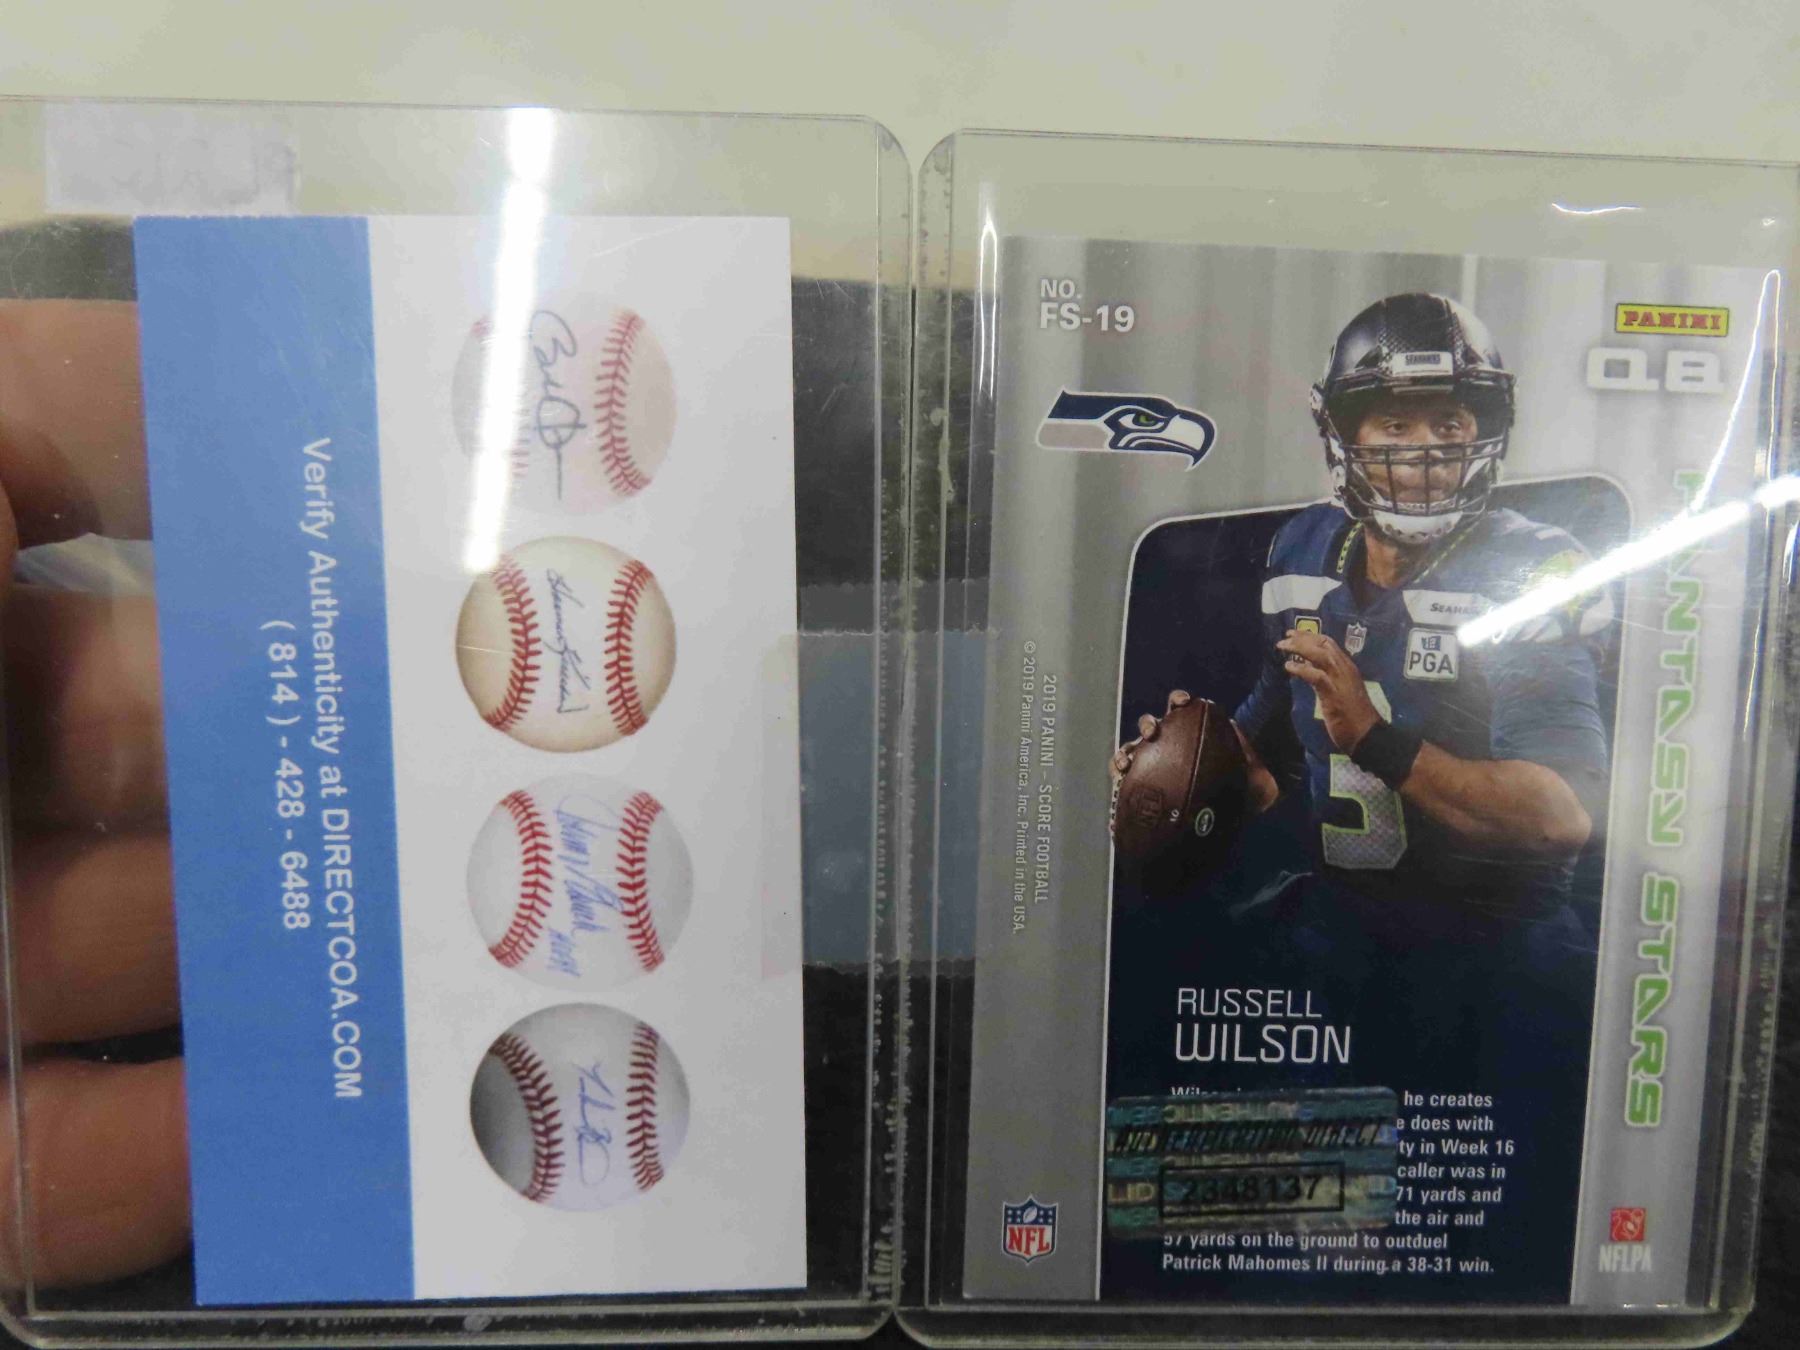 Verify Authenticity at DIRECTCOA.COM
( 814 ) - 428 - 6488
NO.
FS-19
PANINI
QB
FANTASY STARS
SEAHAWKS
PGA
2019 PANINI – SCORE FOOTBALL
© 2019 Panini America, Inc. Printed in the USA.
RUSSELL
WILSON
he creates
does with
in Week 16
caller was in
71 yards and
the air and
57 yards on the ground to outduel
Patrick Mahomes II during a 38-31 win.
AUTHENTIC
2348137
NFL
NFLPA